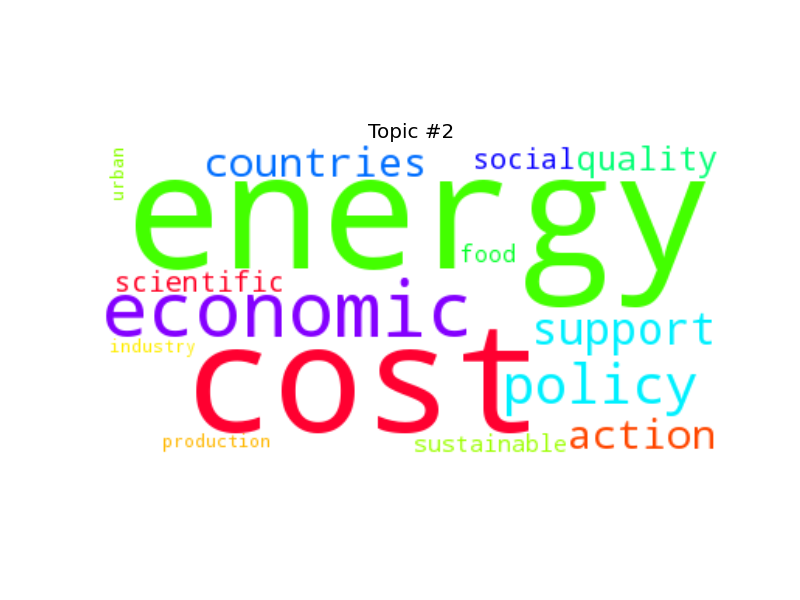 Topic #2
urban
countries
social
quality
energy
food
scientific
economic
support
industry
cost
policy
action
production
sustainable